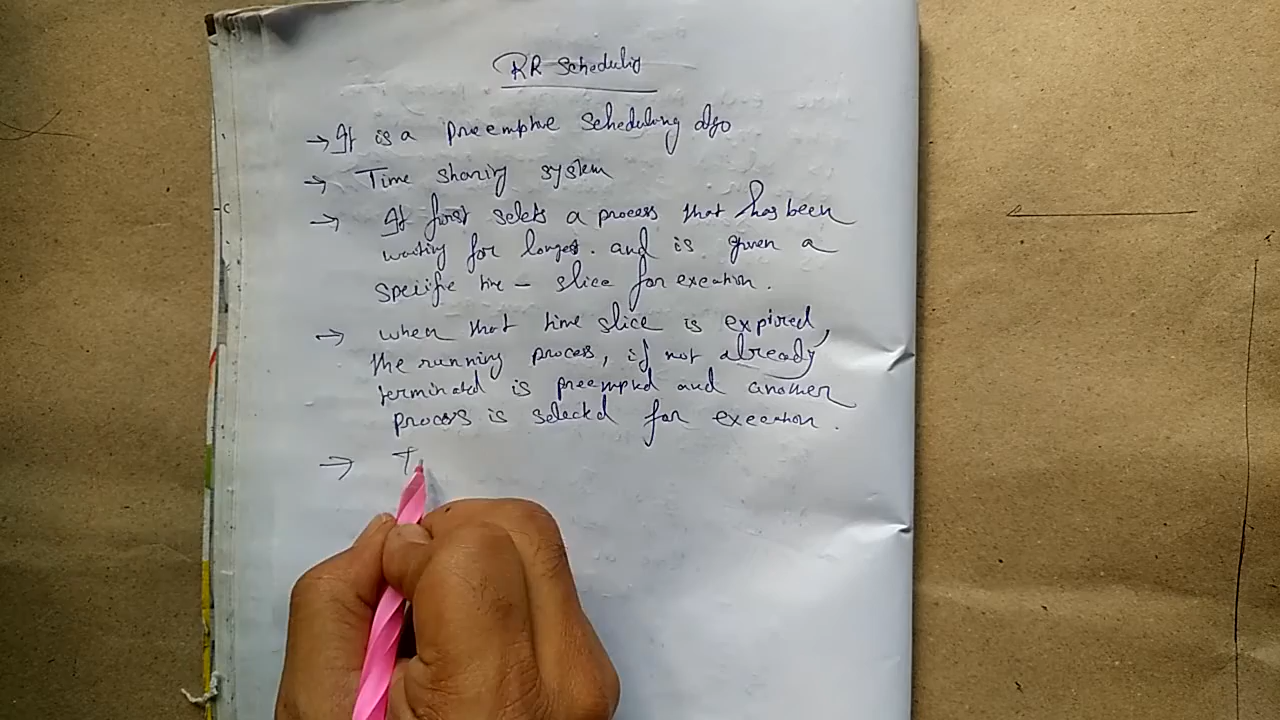 RR Scheduling
→ It is a Preemptive Scheduling algo
→ Time sharing system
→ It first selects a process that has been
waiting for longest. and is given a
specific time - slice for execution.
→ when that time slice is expired,
the running process, if not already
terminated is preempted and another
process is selected for execution.
→ T